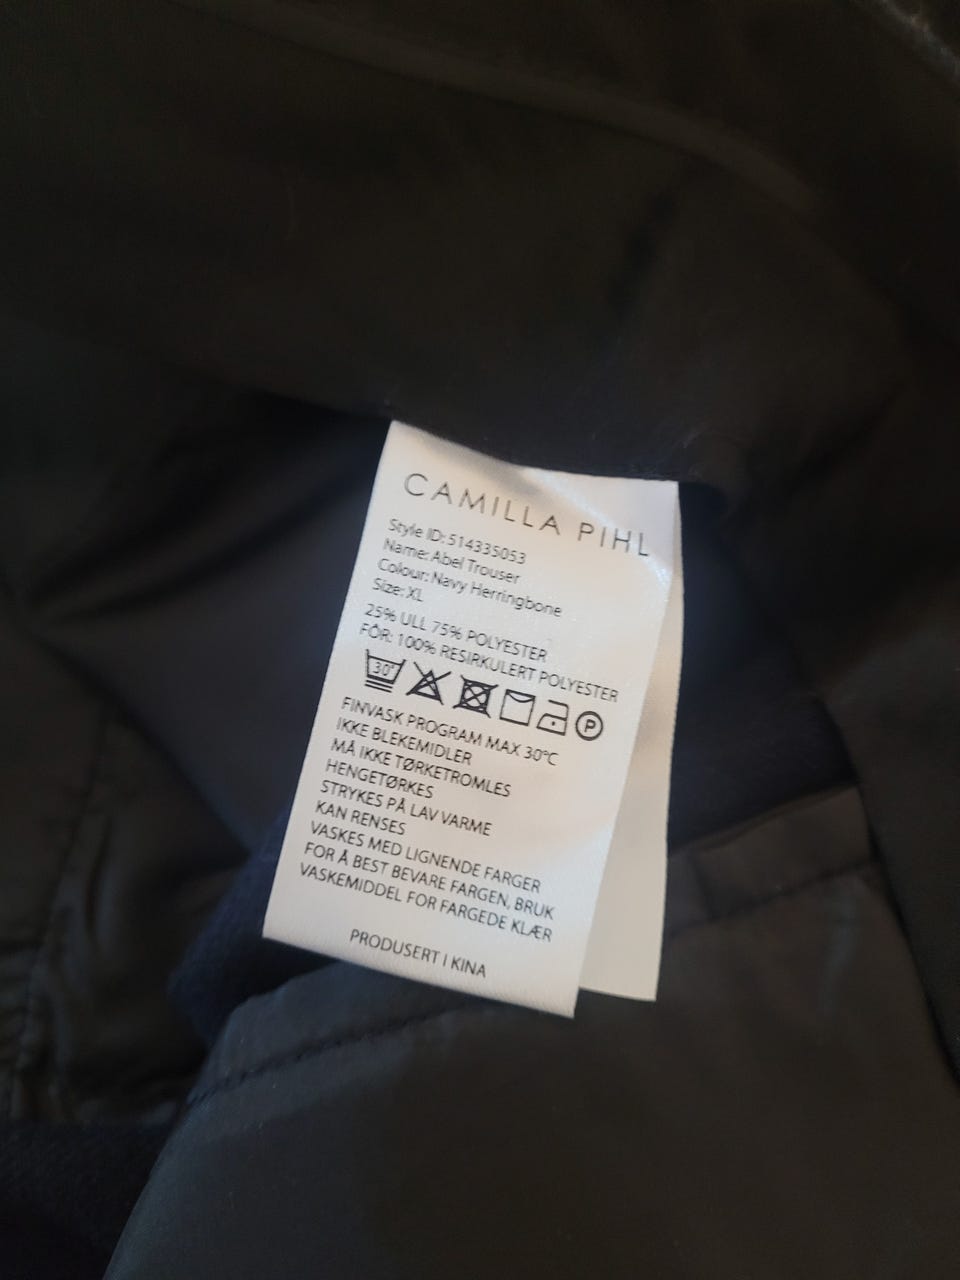 CAMILLA PIHL
Style ID: 514335053
Name: Abel Trouser
Colour: Navy Herringbone
Size: XL
25% ULL 75% POLYESTER
FÔR: 100% RESIRKULERT POLYESTER
30°
P
FINVASK PROGRAM MAX 30°C
IKKE BLEKEMIDLER
MÅ IKKE TØRKETROMLES
HENGETØRKES
STRYKES PÅ LAV VARME
KAN RENSES
VASKES MED LIGNENDE FARGER
FOR Å BEST BEVARE FARGEN, BRUK
VASKEMIDDEL FOR FARGEDE KLÆR
PRODUSERT I KINA